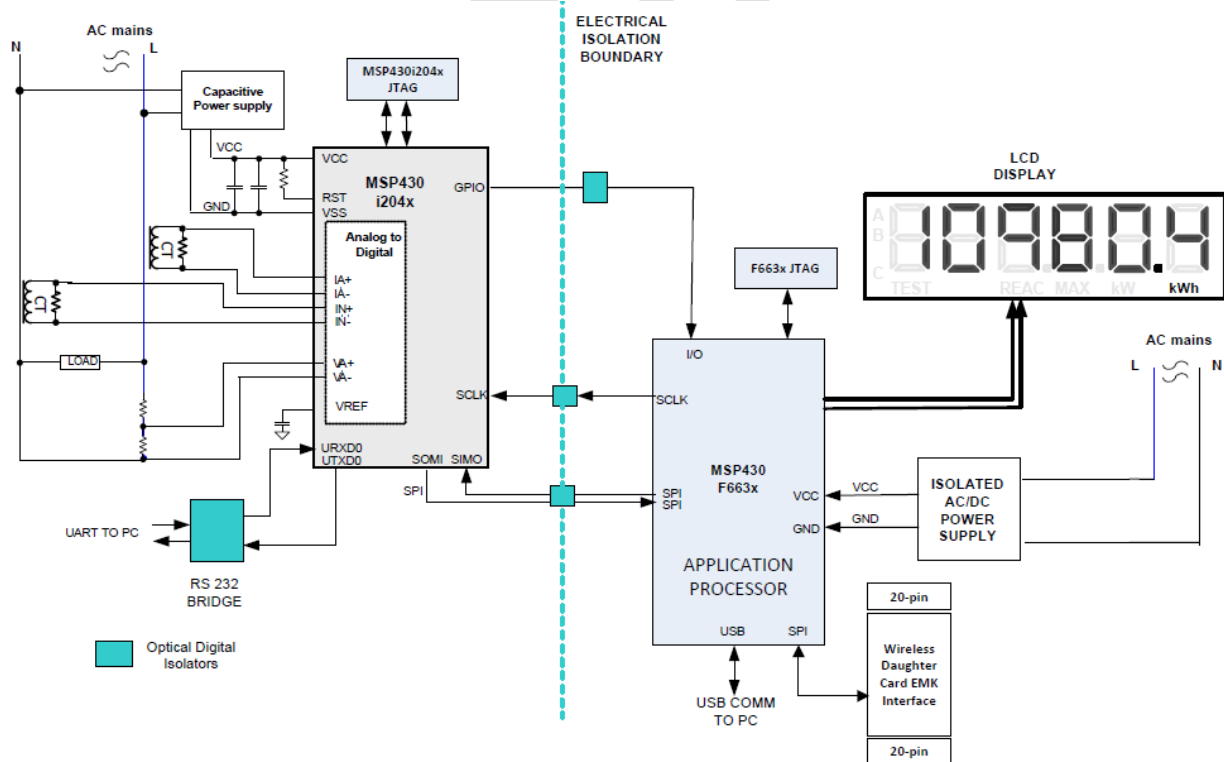 ELECTRICAL
ISOLATION
BOUNDARY
AC mains
N
L
Capacitive
Power supply
MSP430i204x
JTAG
VCC
GND
VCC
RST
VSS
MSP430
i204x
GPIO
Analog to
Digital
IA+
IA-
IN+
IN-
VA+
VA-
VREF
URXD0
UTXD0
SOMI
SIMO
SCLK
CT
CT
LOAD
SPI
UART TO PC
RS 232
BRIDGE
Optical Digital
Isolators
LCD
DISPLAY
A
B
C
10980.4
TEST
REAC
MAX
kW
kWh
F663x JTAG
I/O
SCLK
MSP430
F663x
SPI
SPI
VCC
GND
APPLICATION
PROCESSOR
USB
SPI
VCC
GND
ISOLATED
AC/DC
POWER
SUPPLY
AC mains
L
N
USB COMM
TO PC
20-pin
Wireless
Daughter
Card EMK
Interface
20-pin